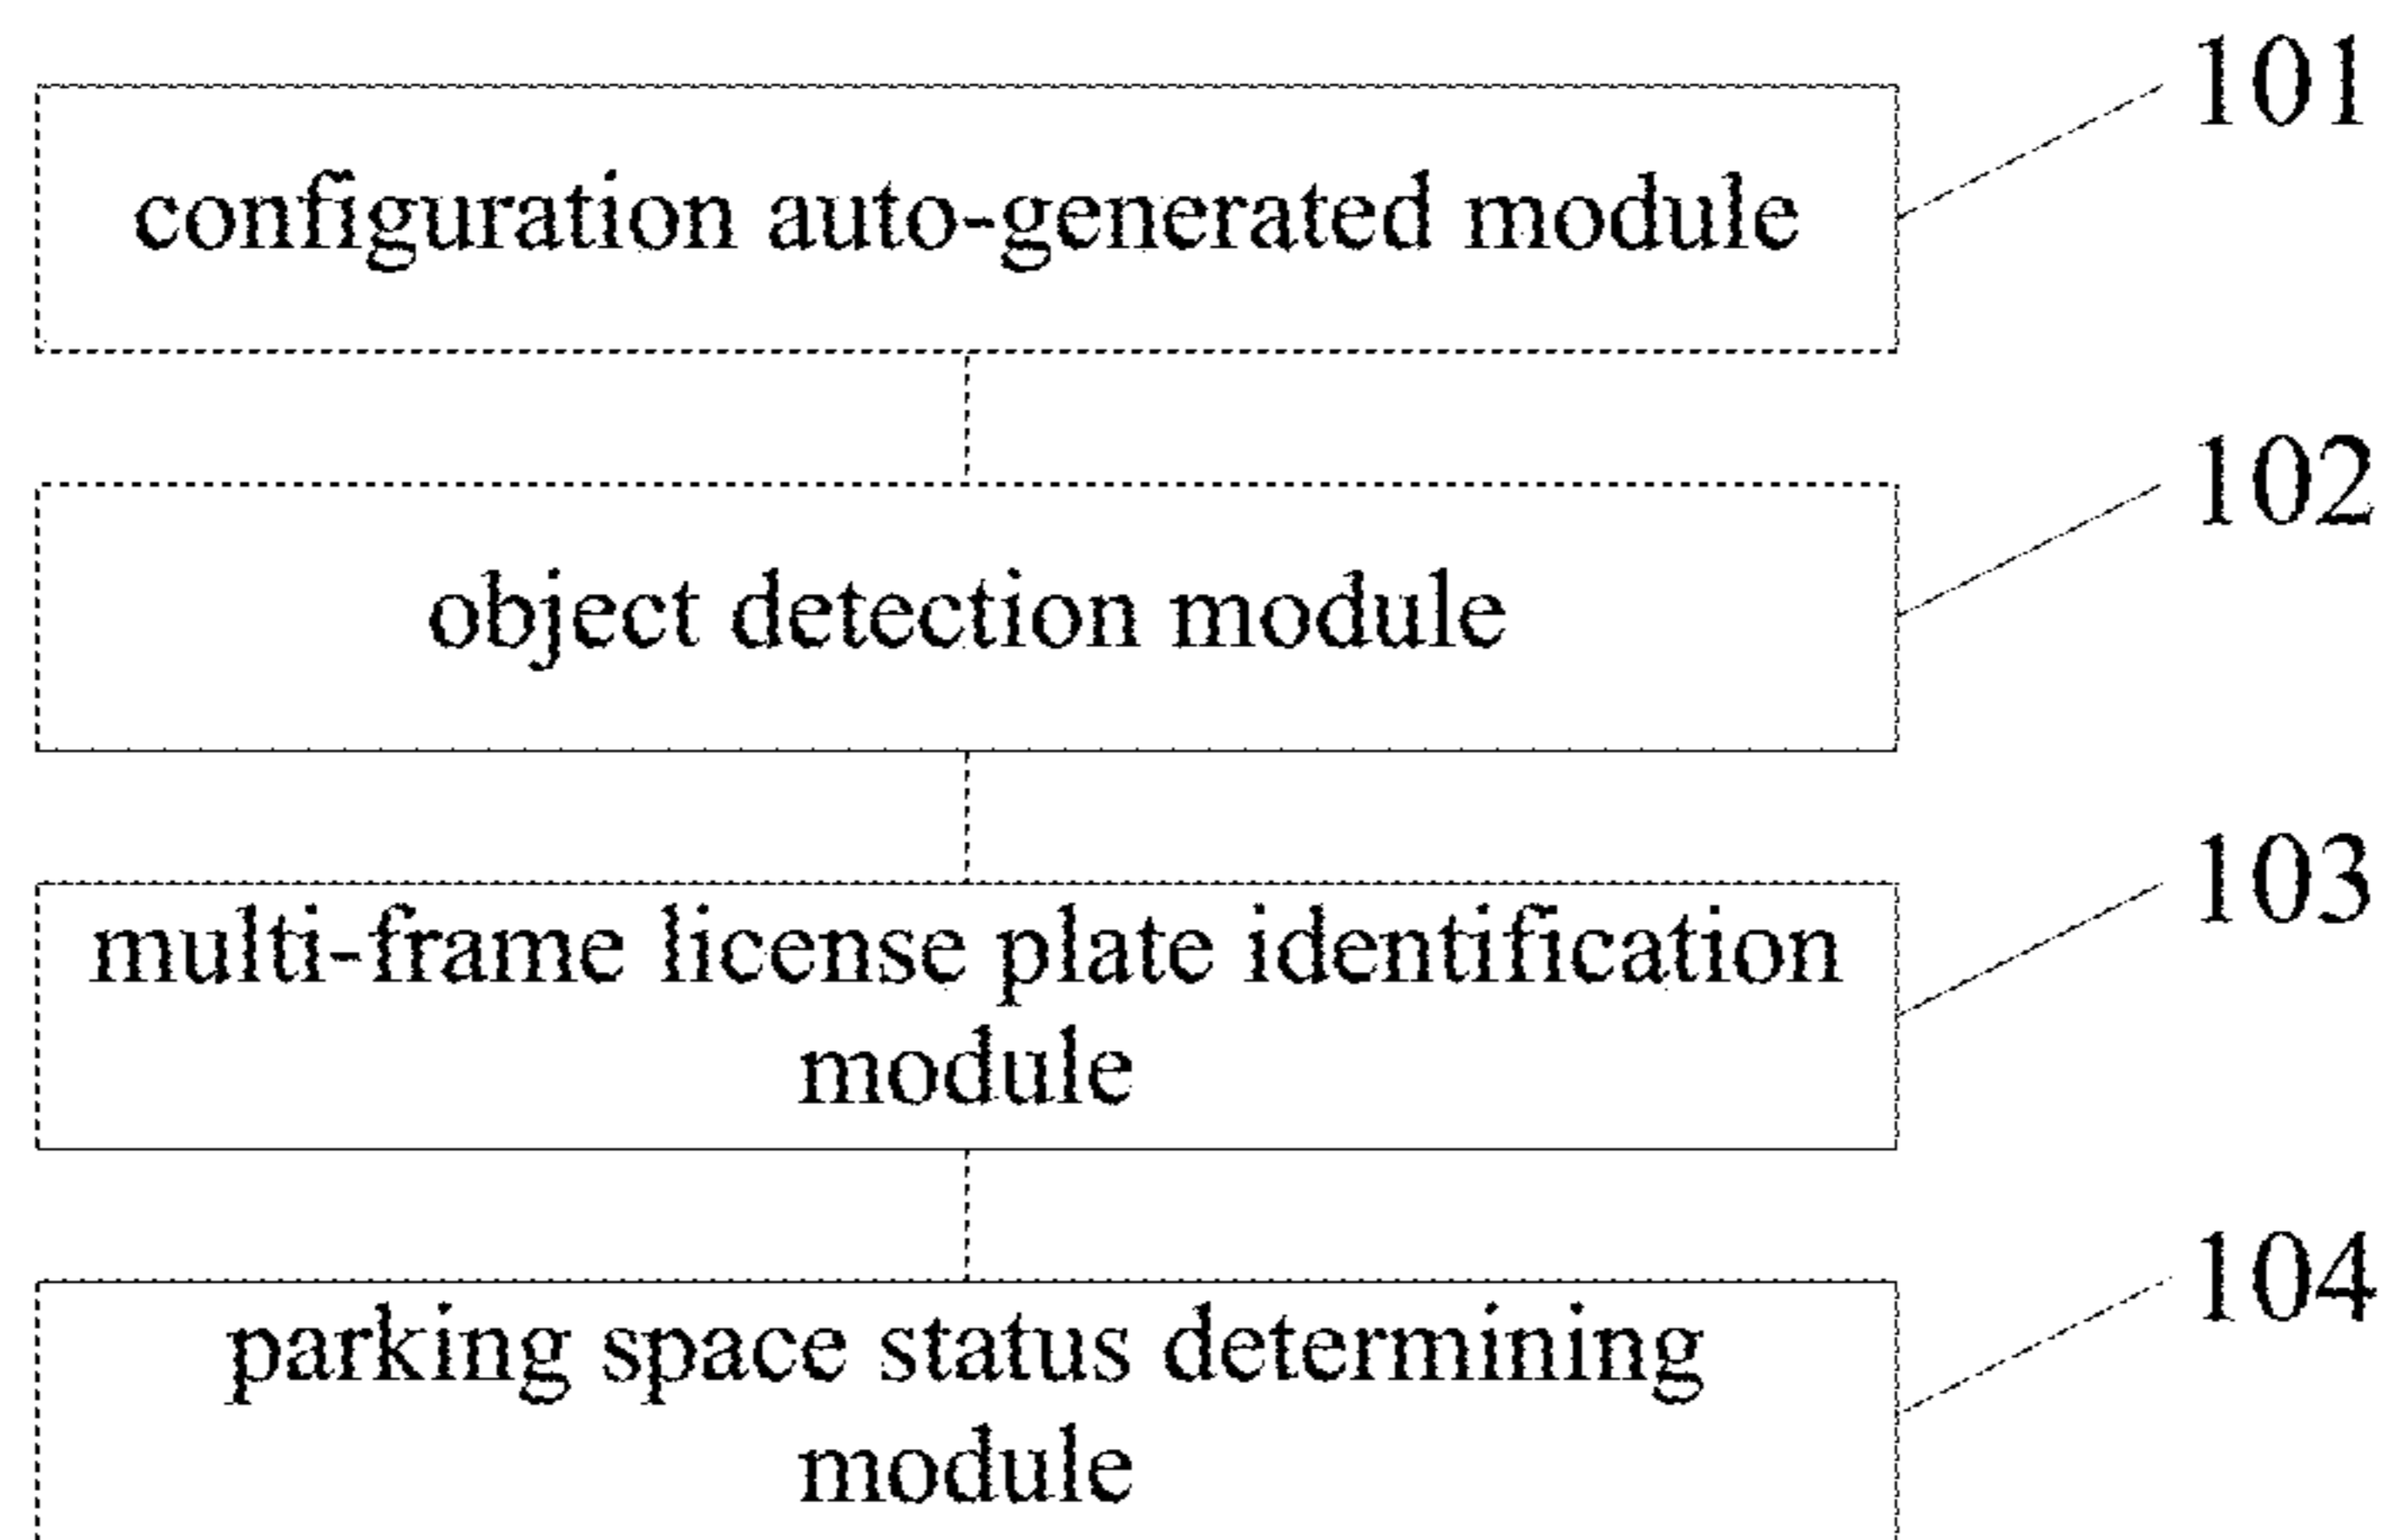 101
configuration auto-generated module
102
object detection module
103
multi-frame license plate identification
module
104
parking space status determining
module